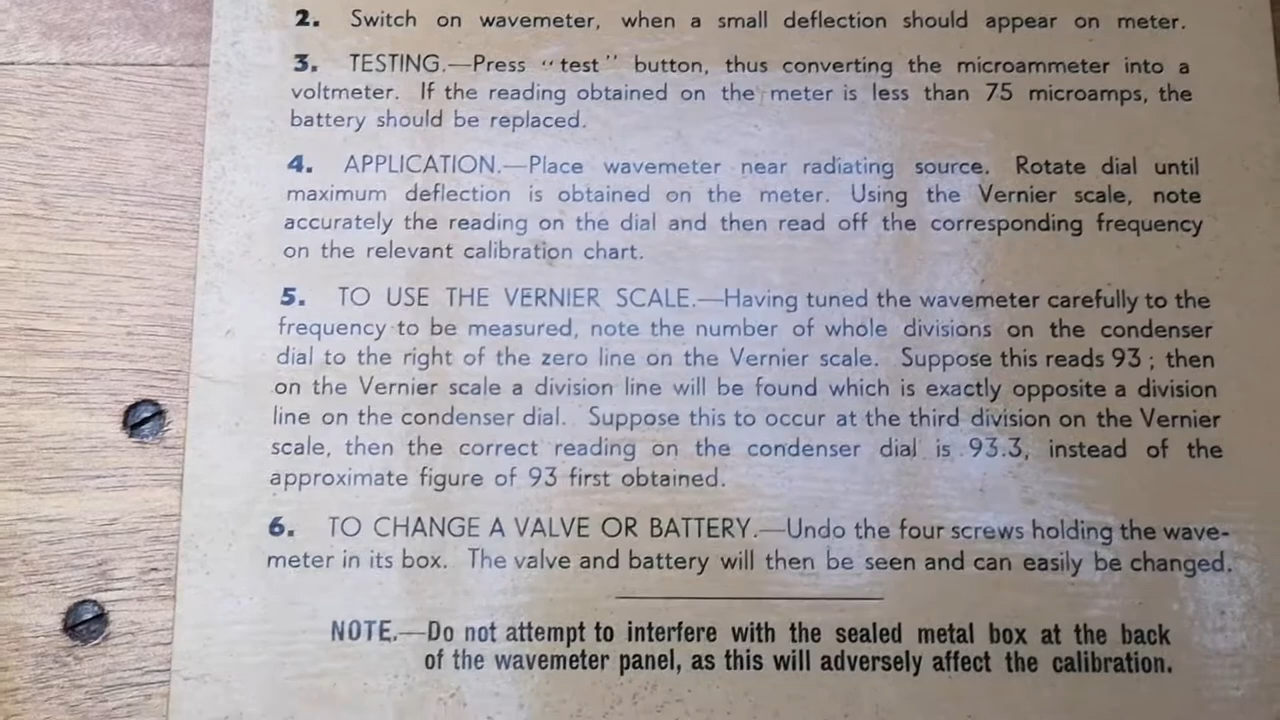 2. Switch on wavemeter, when a small deflection should appear on meter.
3. TESTING.—Press “test” button, thus converting the microammeter into a
voltmeter. If the reading obtained on the meter is less than 75 microamps, the
battery should be replaced.
4. APPLICATION.—Place wavemeter near radiating source. Rotate dial until
maximum deflection is obtained on the meter. Using the Vernier scale, note
accurately the reading on the dial and then read off the corresponding frequency
on the relevant calibration chart.
5. TO USE THE VERNIER SCALE.—Having tuned the wavemeter carefully to the
frequency to be measured, note the number of whole divisions on the condenser
dial to the right of the zero line on the Vernier scale. Suppose this reads 93 ; then
on the Vernier scale a division line will be found which is exactly opposite a division
line on the condenser dial. Suppose this to occur at the third division on the Vernier
scale, then the correct reading on the condenser dial is 93.3, instead of the
approximate figure of 93 first obtained.
6. TO CHANGE A VALVE OR BATTERY.—Undo the four screws holding the wave-
meter in its box. The valve and battery will then be seen and can easily be changed.
NOTE.—Do not attempt to interfere with the sealed metal box at the back
of the wavemeter panel, as this will adversely affect the calibration.